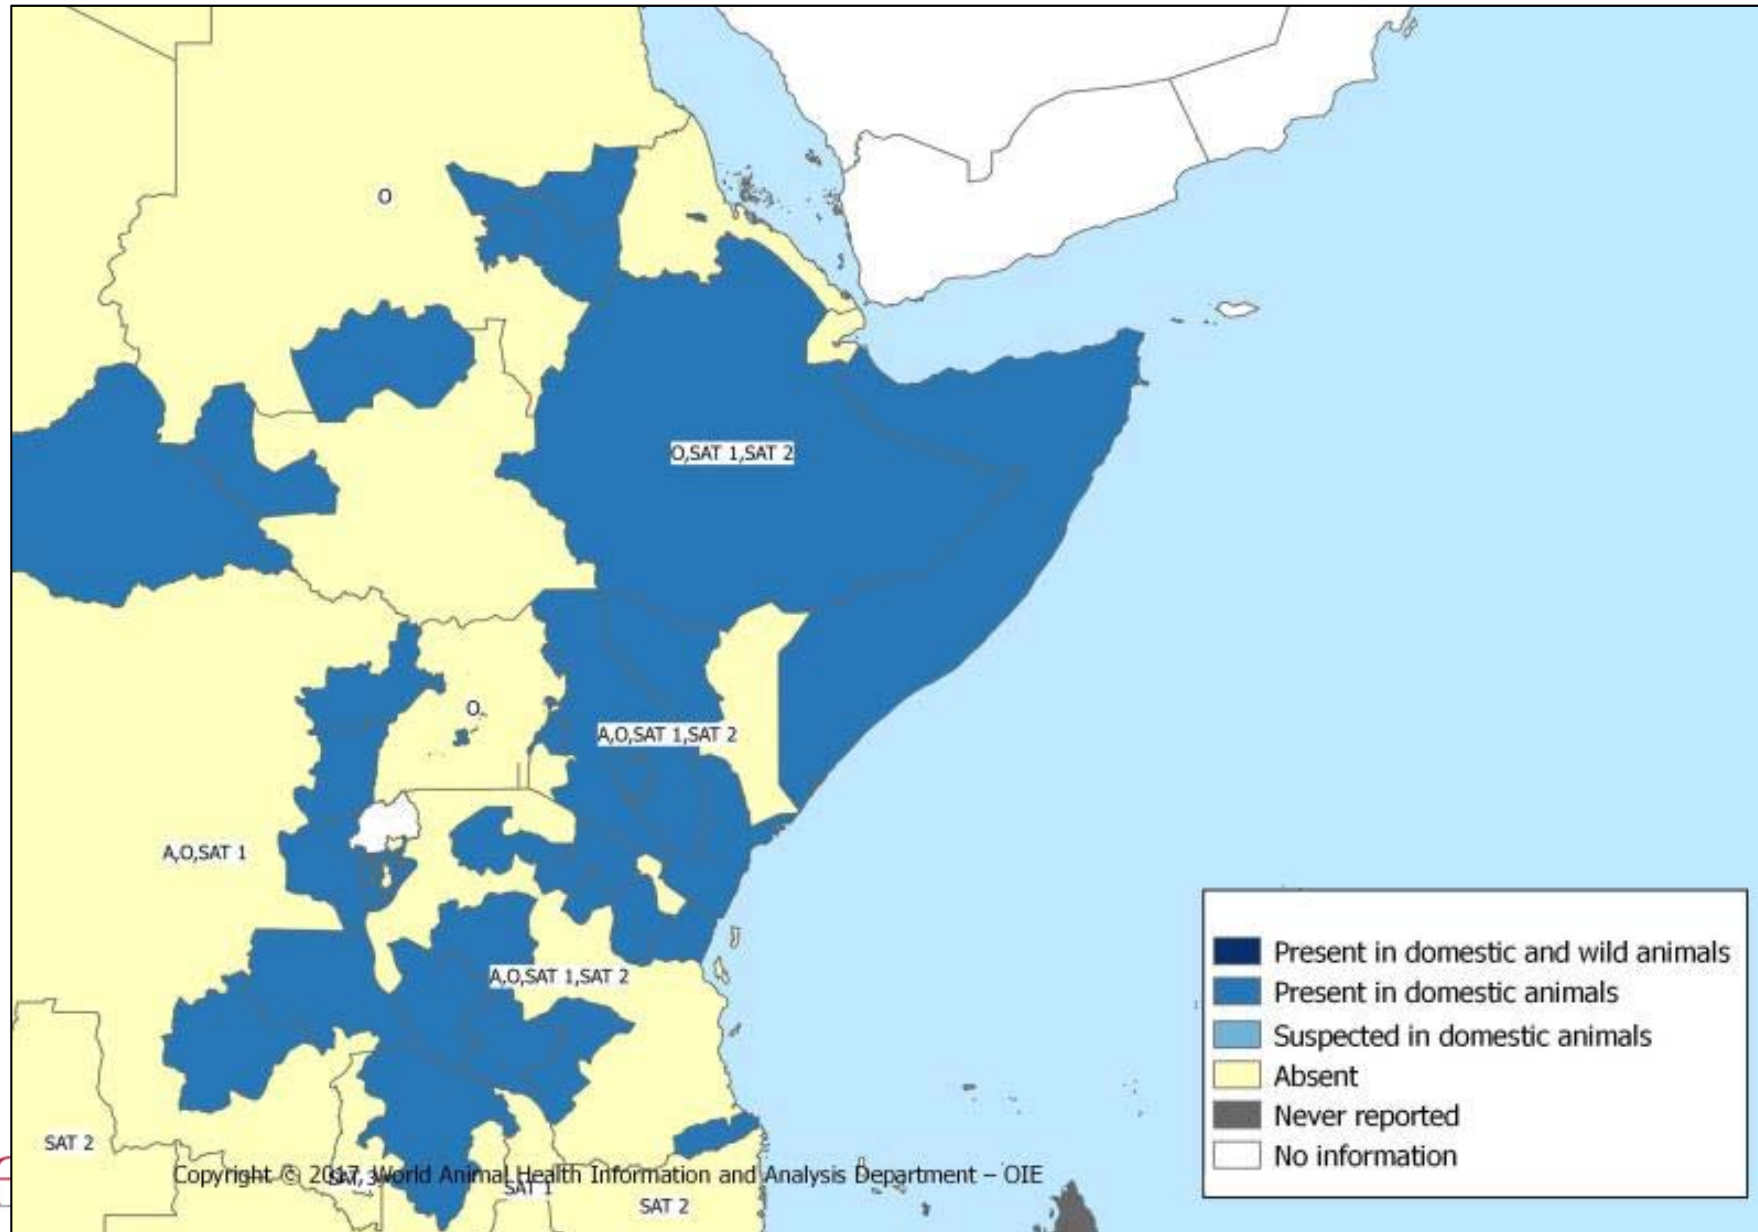 O
O,SAT 1,SAT 2
O
A,O,SAT 1,SAT 2
A,O,SAT 1
A,O,SAT 1,SAT 2
SAT 2
SAT 3
SAT 1
SAT 2
Copyright © 2017, World Animal Health Information and Analysis Department – OIE
Present in domestic and wild animals
Present in domestic animals
Suspected in domestic animals
Absent
Never reported
No information